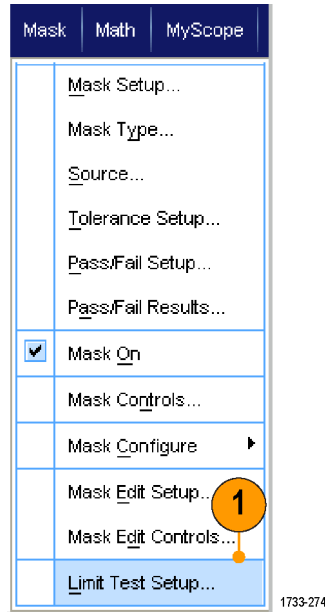 Mask Math MyScope
Mask Setup...
Mask Type...
Source...
Tolerance Setup...
Pass/Fail Setup...
Pass/Fail Results...
Mask On
Mask Controls...
Mask Configure
Mask Edit Setup...
1
Mask Edit Controls...
Limit Test Setup...
1733-274